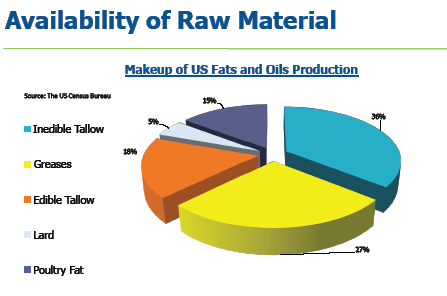 Availability of Raw Material
Makeup of US Fats and Oils Production
Source: The US Census Bureau
Inedible Tallow
Greases
Edible Tallow
Lard
Poultry Fat
36%
27%
18%
5%
15%